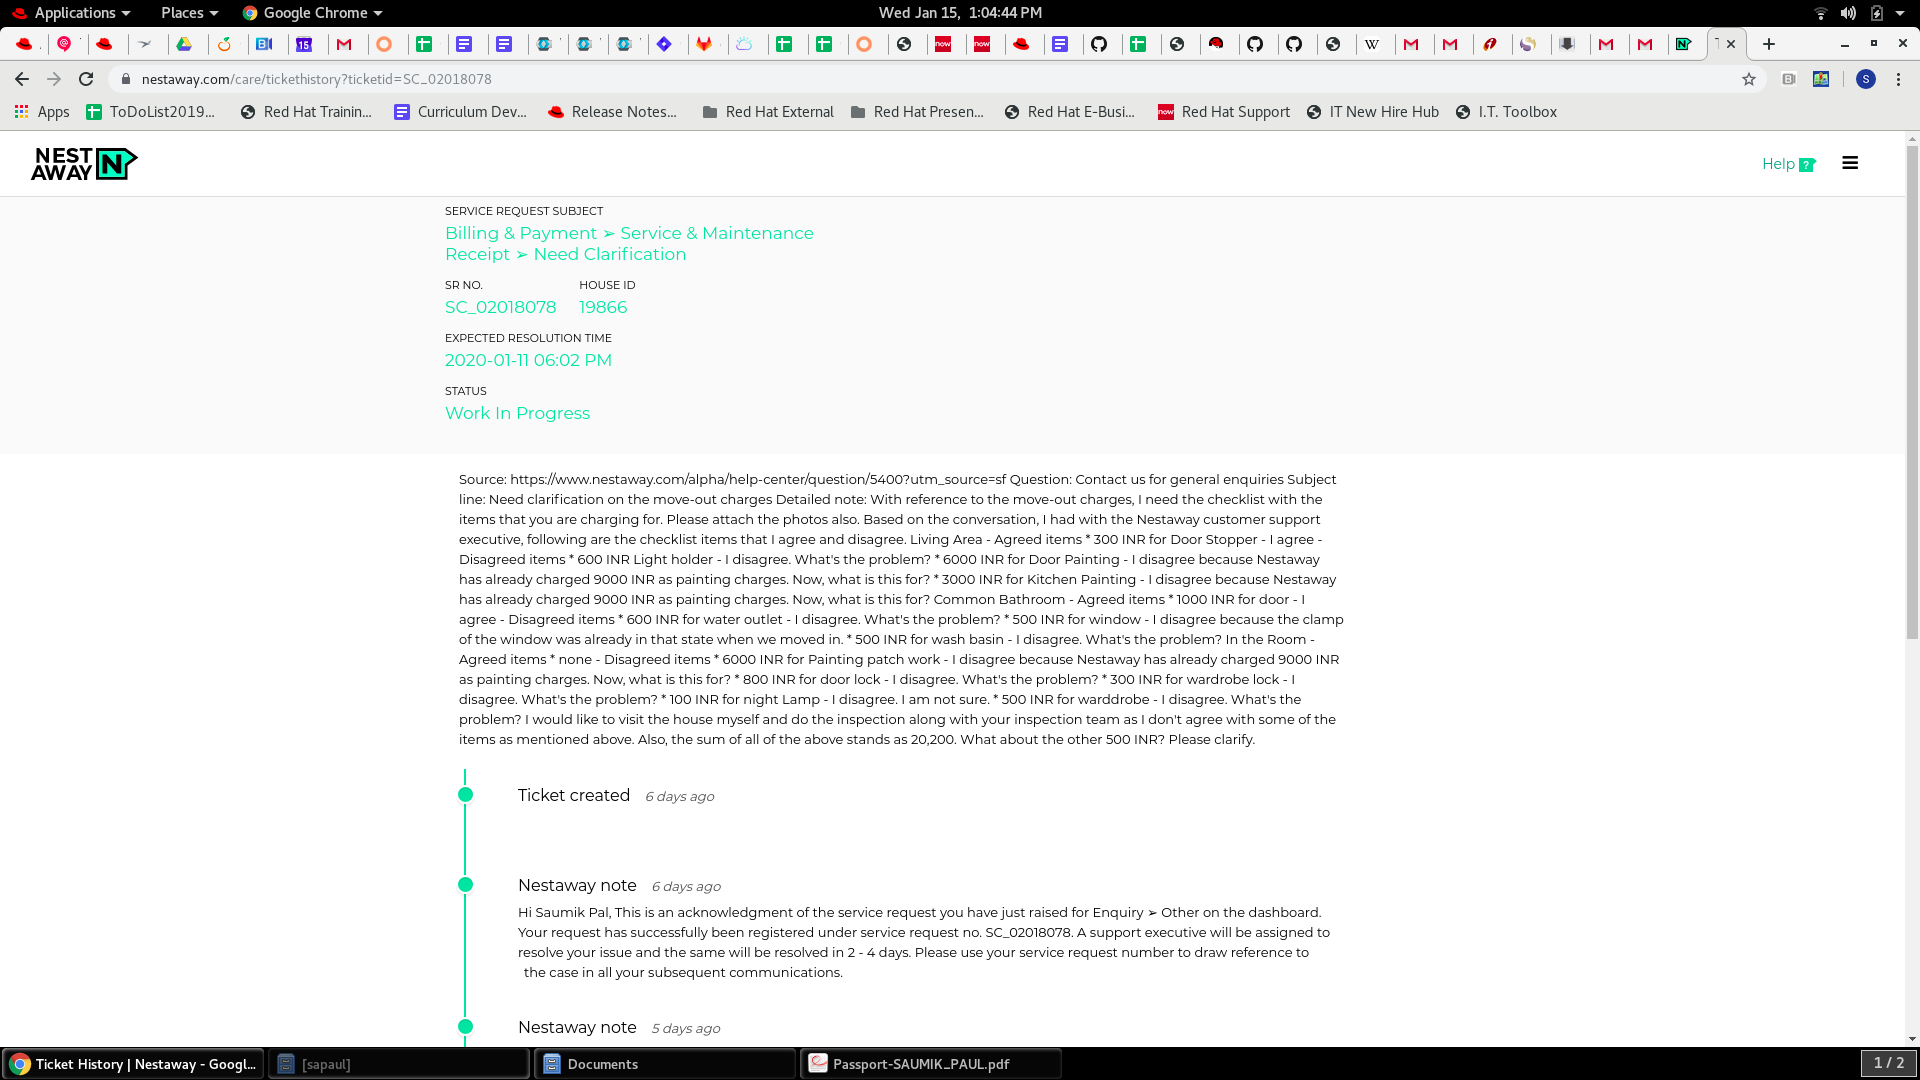 Applications
Places
Google Chrome
Wed Jan 15, 1:04:44 PM
nestaway.com/care/tickethistory?ticketid=SC_02018078
Apps
ToDoList2019...
Red Hat Trainin...
Curriculum Dev...
Release Notes...
Red Hat External
Red Hat Presen...
Red Hat E-Busi...
Red Hat Support
IT New Hire Hub
I.T. Toolbox
NEST
AWAY N
Help ?
SERVICE REQUEST SUBJECT
Billing & Payment ➢ Service & Maintenance
Receipt ➢ Need Clarification
SR NO. HOUSE ID
SC_02018078 19866
EXPECTED RESOLUTION TIME
2020-01-11 06:02 PM
STATUS
Work In Progress
Source: https://www.nestaway.com/alpha/help-center/question/5400?utm_source=sf Question: Contact us for general enquiries Subject
line: Need clarification on the move-out charges Detailed note: With reference to the move-out charges, I need the checklist with the
items that you are charging for. Please attach the photos also. Based on the conversation, I had with the Nestaway customer support
executive, following are the checklist items that I agree and disagree. Living Area - Agreed items * 300 INR for Door Stopper - I agree -
Disagreed items * 600 INR Light holder - I disagree. What's the problem? * 6000 INR for Door Painting - I disagree because Nestaway
has already charged 9000 INR as painting charges. Now, what is this for? * 3000 INR for Kitchen Painting - I disagree because Nestaway
has already charged 9000 INR as painting charges. Now, what is this for? Common Bathroom - Agreed items * 1000 INR for door - I
agree - Disagreed items * 600 INR for water outlet - I disagree. What's the problem? * 500 INR for window - I disagree because the clamp
of the window was already in that state when we moved in. * 500 INR for wash basin - I disagree. What's the problem? In the Room -
Agreed items * none - Disagreed items * 6000 INR for Painting patch work - I disagree because Nestaway has already charged 9000 INR
as painting charges. Now, what is this for? * 800 INR for door lock - I disagree. What's the problem? * 300 INR for wardrobe lock - I
disagree. What's the problem? * 100 INR for night Lamp - I disagree. I am not sure. * 500 INR for warddrobe - I disagree. What's the
problem? I would like to visit the house myself and do the inspection along with your inspection team as I don't agree with some of the
items as mentioned above. Also, the sum of all of the above stands as 20,200. What about the other 500 INR? Please clarify.
Ticket created 6 days ago
Nestaway note 6 days ago
Hi Saumik Pal, This is an acknowledgment of the service request you have just raised for Enquiry ➢ Other on the dashboard.
Your request has successfully been registered under service request no. SC_02018078. A support executive will be assigned to
resolve your issue and the same will be resolved in 2 - 4 days. Please use your service request number to draw reference to
the case in all your subsequent communications.
Nestaway note 5 days ago
Ticket History | Nestaway - Googl...
[sapaul]
Documents
Passport-SAUMIK_PAUL.pdf
1 / 2